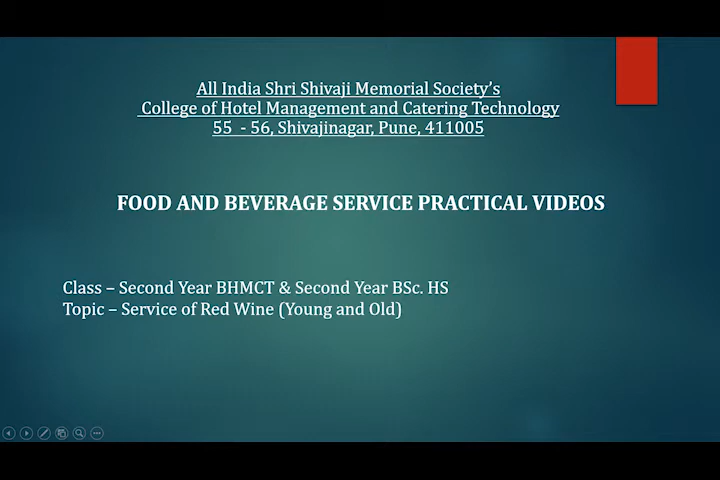 All India Shri Shivaji Memorial Society’s
College of Hotel Management and Catering Technology
55 - 56, Shivajinagar, Pune, 411005
FOOD AND BEVERAGE SERVICE PRACTICAL VIDEOS
Class – Second Year BHMCT & Second Year BSc. HS
Topic – Service of Red Wine (Young and Old)